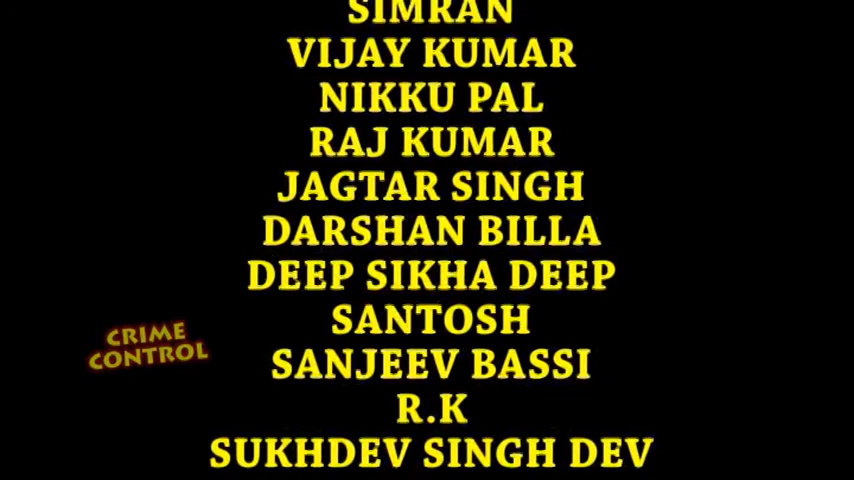 SIMRAN
VIJAY KUMAR
NIKKU PAL
RAJ KUMAR
JAGTAR SINGH
DARSHAN BILLA
DEEP SIKHA DEEP
SANTOSH
CRIME
CONTROL
SANJEEV BASSI
R.K
SUKHDEV SINGH DEV